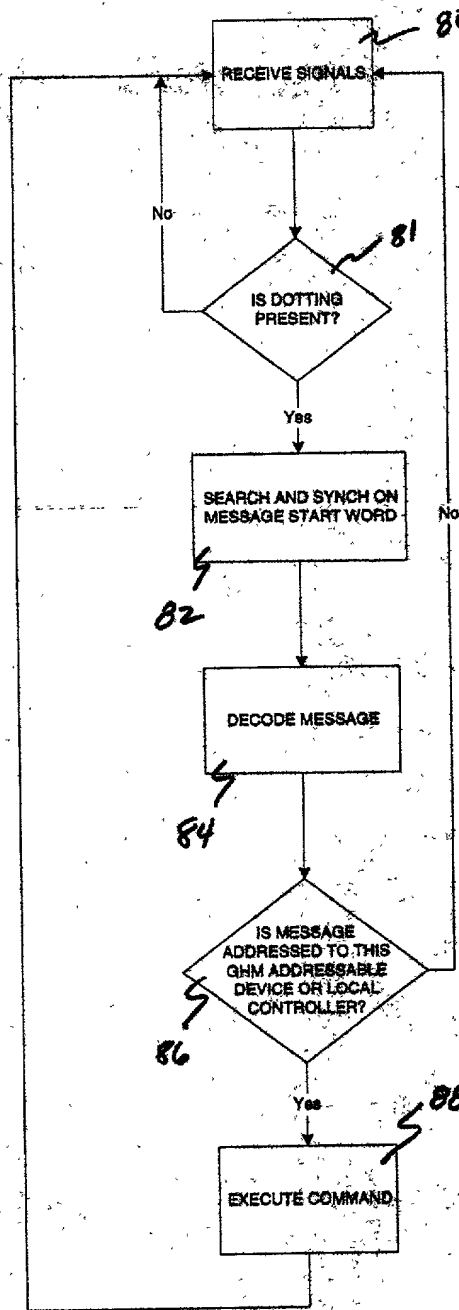 RECEIVE SIGNALS
No
81
IS DOTTING
PRESENT?
Yes
SEARCH AND SYNCH ON
MESSAGE START WORD
No
82
DECODE MESSAGE
84
IS MESSAGE
ADDRESSED TO THIS
GHM ADDRESSABLE
DEVICE OR LOCAL
CONTROLLER?
86
Yes
88
EXECUTE COMMAND